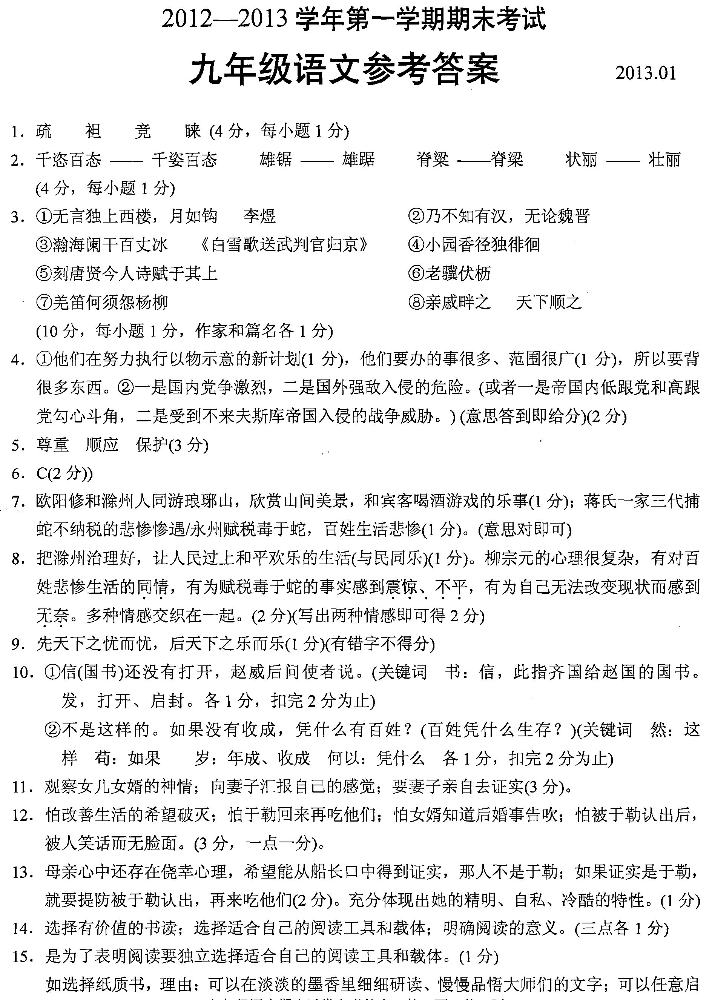 2012—2013 学年第一学期期末考试
九年级语文参考答案 2013.01
1. 疏 袒 竞 睐 (4 分，每小题 1 分)
2. 千恣百态 —— 千姿百态 雄锯 —— 雄踞 脊粱 ——脊梁 状丽 —— 壮丽
(4 分，每小题 1 分)
3. ①无言独上西楼，月如钩 李煜 ②乃不知有汉，无论魏晋
③瀚海阑干百丈冰 《白雪歌送武判官归京》 ④小园香径独徘徊
⑤刻唐贤今人诗赋于其上 ⑥老骥伏枥
⑦羌笛何须怨杨柳 ⑧亲戚畔之 天下顺之
(10 分，每小题 1 分，作家和篇名各 1 分)
4. ①他们在努力执行以物示意的新计划(1 分)，他们要办的事很多、范围很广(1 分)，所以要背
很多东西。②一是国内党争激烈，二是国外强敌入侵的危险。(或者一是帝国内低跟党和高跟
党勾心斗角，二是受到不来夫斯库帝国入侵的战争威胁。) (意思答到即给分)(2 分)
5. 尊重 顺应 保护(3 分)
6. C(2 分))
7. 欧阳修和滁州人同游琅琊山，欣赏山间美景，和宾客喝酒游戏的乐事(1 分)；蒋氏一家三代捕
蛇不纳税的悲惨惨遇/永州赋税毒于蛇，百姓生活悲惨(1 分)。(意思对即可)
8. 把滁州治理好，让人民过上和平欢乐的生活(与民同乐)(1 分)。柳宗元的心理很复杂，有对百
姓悲惨生活的同情，有为赋税毒于蛇的事实感到震惊、不平，有为自己无法改变现状而感到
无奈。多种情感交织在一起。(2 分)(写出两种情感即可得 2 分)
9. 先天下之忧而忧，后天下之乐而乐(1 分)(有错字不得分)
10. ①信(国书)还没有打开，赵威后问使者说。(关键词 书：信，此指齐国给赵国的国书。
发，打开、启封。各 1 分，扣完 2 分为止)
②不是这样的。如果没有收成，凭什么有百姓？(百姓凭什么生存？)(关键词 然：这
样 苟：如果 岁：年成、收成 何以：凭什么 各 1 分，扣完 2 分为止)
11. 观察女儿女婿的神情；向妻子汇报自己的感觉；要妻子亲自去证实(3 分)。
12. 怕改善生活的希望破灭；怕于勒回来再吃他们；怕女婿知道后婚事告吹；怕被于勒认出后，
被人笑话而无脸面。(3 分，一点一分)。
13. 母亲心中还存在侥幸心理，希望能从船长口中得到证实，那人不是于勒；如果证实是于勒，
就要提防被于勒认出，再来吃他们(2 分)。充分体现出她的精明、自私、冷酷的特性。(1 分)
14. 选择有价值的书读；选择适合自己的阅读工具和载体；明确阅读的意义。(三点各 1 分)
15. 是为了表明阅读要独立选择适合自己的阅读工具和载体。(1 分)
如选择纸质书，理由：可以在淡淡的墨香里细细研读、慢慢品悟大师们的文字；可以任意启